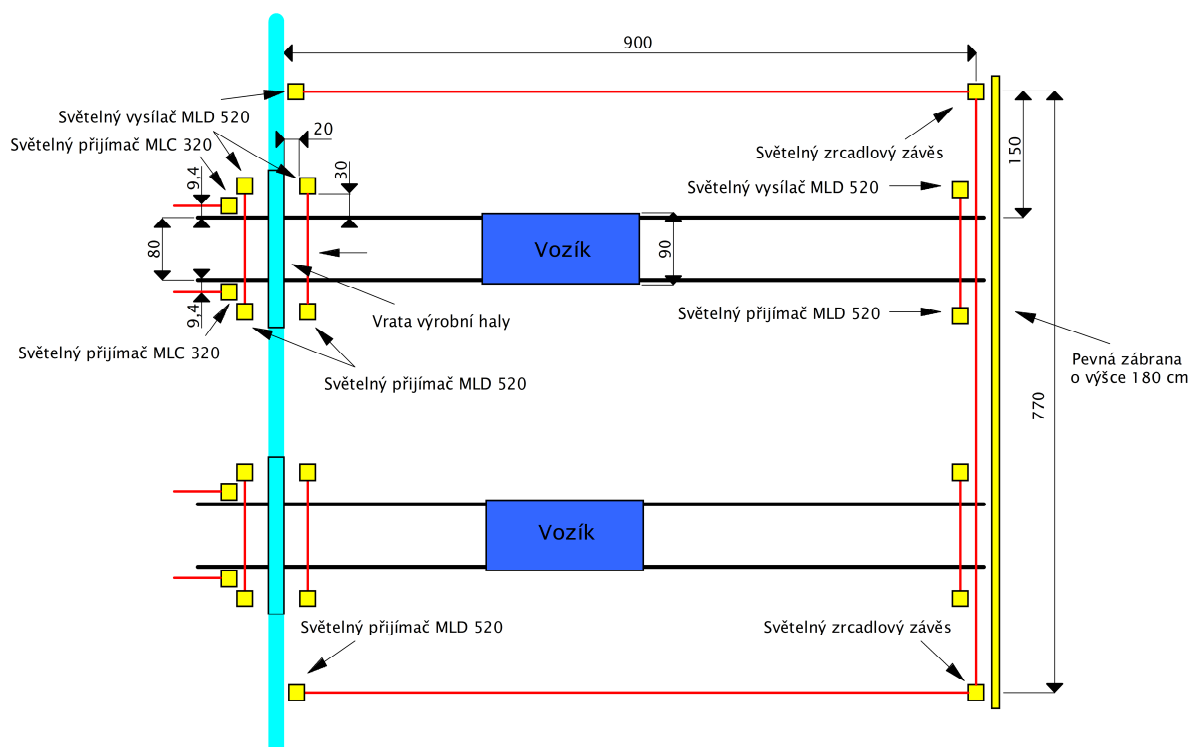 900
Světelný vysílač MLD 520
20
Světelný přijímač MLC 320
Světelný zrcadlový závěs
150
9,4
30
Světelný vysílač MLD 520
80
Vozík
90
9,4
Vrata výrobní haly
Světelný přijímač MLD 520
Světelný přijímač MLC 320
Pevná zábrana
o výšce 180 cm
Světelný přijímač MLD 520
770
Vozík
Světelný přijímač MLD 520
Světelný zrcadlový závěs